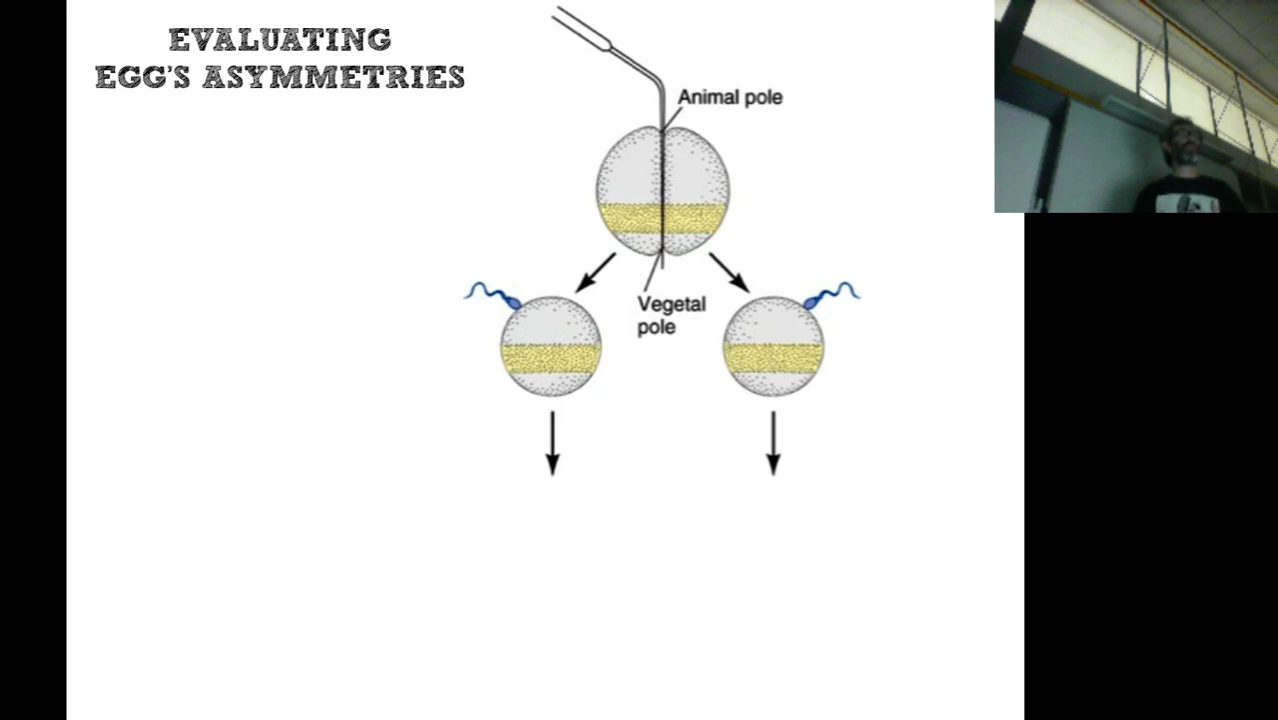 EVALUATING
EGG'S ASYMMETRIES
Animal pole
Vegetal
pole